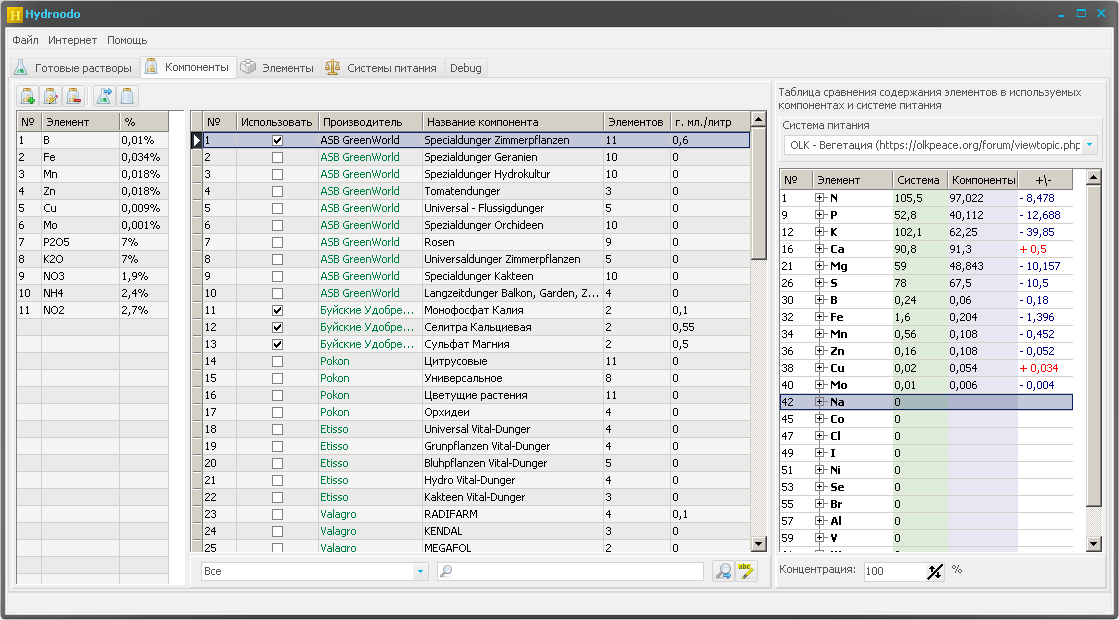 Hydroodo
Файл Интернет Помощь
Готовые растворы Компоненты Элементы Системы питания Debug
№ Элемент %
1 B 0,01%
2 Fe 0,034%
3 Mn 0,018%
4 Zn 0,018%
5 Cu 0,009%
6 Mo 0,001%
7 P2O5 7%
8 K2O 7%
9 NO3 1,9%
10 NH4 2,4%
11 NO2 2,7%
№ Использовать Производитель Название компонента Элементов г. мл./литр
1 ASB GreenWorld Specialdunger Zimmerpflanzen 11 0,6
2 ASB GreenWorld Spezialdunger Geranien 10 0
3 ASB GreenWorld Spezialdunger Hydrokultur 10 0
4 ASB GreenWorld Tomatendunger 3 0
5 ASB GreenWorld Universal - Flussigdunger 5 0
6 ASB GreenWorld Spezialdunger Orchideen 10 0
7 ASB GreenWorld Rosen 9 0
8 ASB GreenWorld Universaldunger Zimmerpflanzen 5 0
9 ASB GreenWorld Specialdunger Kakteen 10 0
10 ASB GreenWorld Langzeitdunger Balkon, Garden, Z... 4 0
11 Буйские Удобре... Монофосфат Калия 2 0,1
12 Буйские Удобре... Селитра Кальциевая 2 0,55
13 Буйские Удобре... Сульфат Магния 2 0,5
14 Pokon Цитрусовые 11 0
15 Pokon Универсальное 8 0
16 Pokon Цветущие растения 11 0
17 Pokon Орхидеи 4 0
18 Etisso Universal Vital-Dunger 4 0
19 Etisso Grunpflanzen Vital-Dunger 4 0
20 Etisso Bluhpflanzen Vital-Dunger 5 0
21 Etisso Hydro Vital-Dunger 4 0
22 Etisso Kakteen Vital-Dunger 3 0
23 Valagro RADIFARM 4 0,1
24 Valagro KENDAL 3 0
25 Valagro MEGAFOL 2 0
Все
abc
Таблица сравнения содержания элементов в используемых
компонентах и системе питания
Система питания
OLK - Вегетация (https://olkpeace.org/forum/viewtopic.php
№ Элемент Система Компоненты +\-
1 N 105,5 97,022 - 8,478
9 P 52,8 40,112 - 12,688
12 K 102,1 62,25 - 39,85
16 Ca 90,8 91,3 + 0,5
21 Mg 59 48,843 - 10,157
26 S 78 67,5 - 10,5
30 B 0,24 0,06 - 0,18
32 Fe 1,6 0,204 - 1,396
34 Mn 0,56 0,108 - 0,452
36 Zn 0,16 0,108 - 0,052
38 Cu 0,02 0,054 + 0,034
40 Mo 0,01 0,006 - 0,004
42 Na 0
45 Co 0
47 Cl 0
49 I 0
51 Ni 0
53 Se 0
55 Br 0
57 Al 0
59 V 0
Концентрация: 100 %